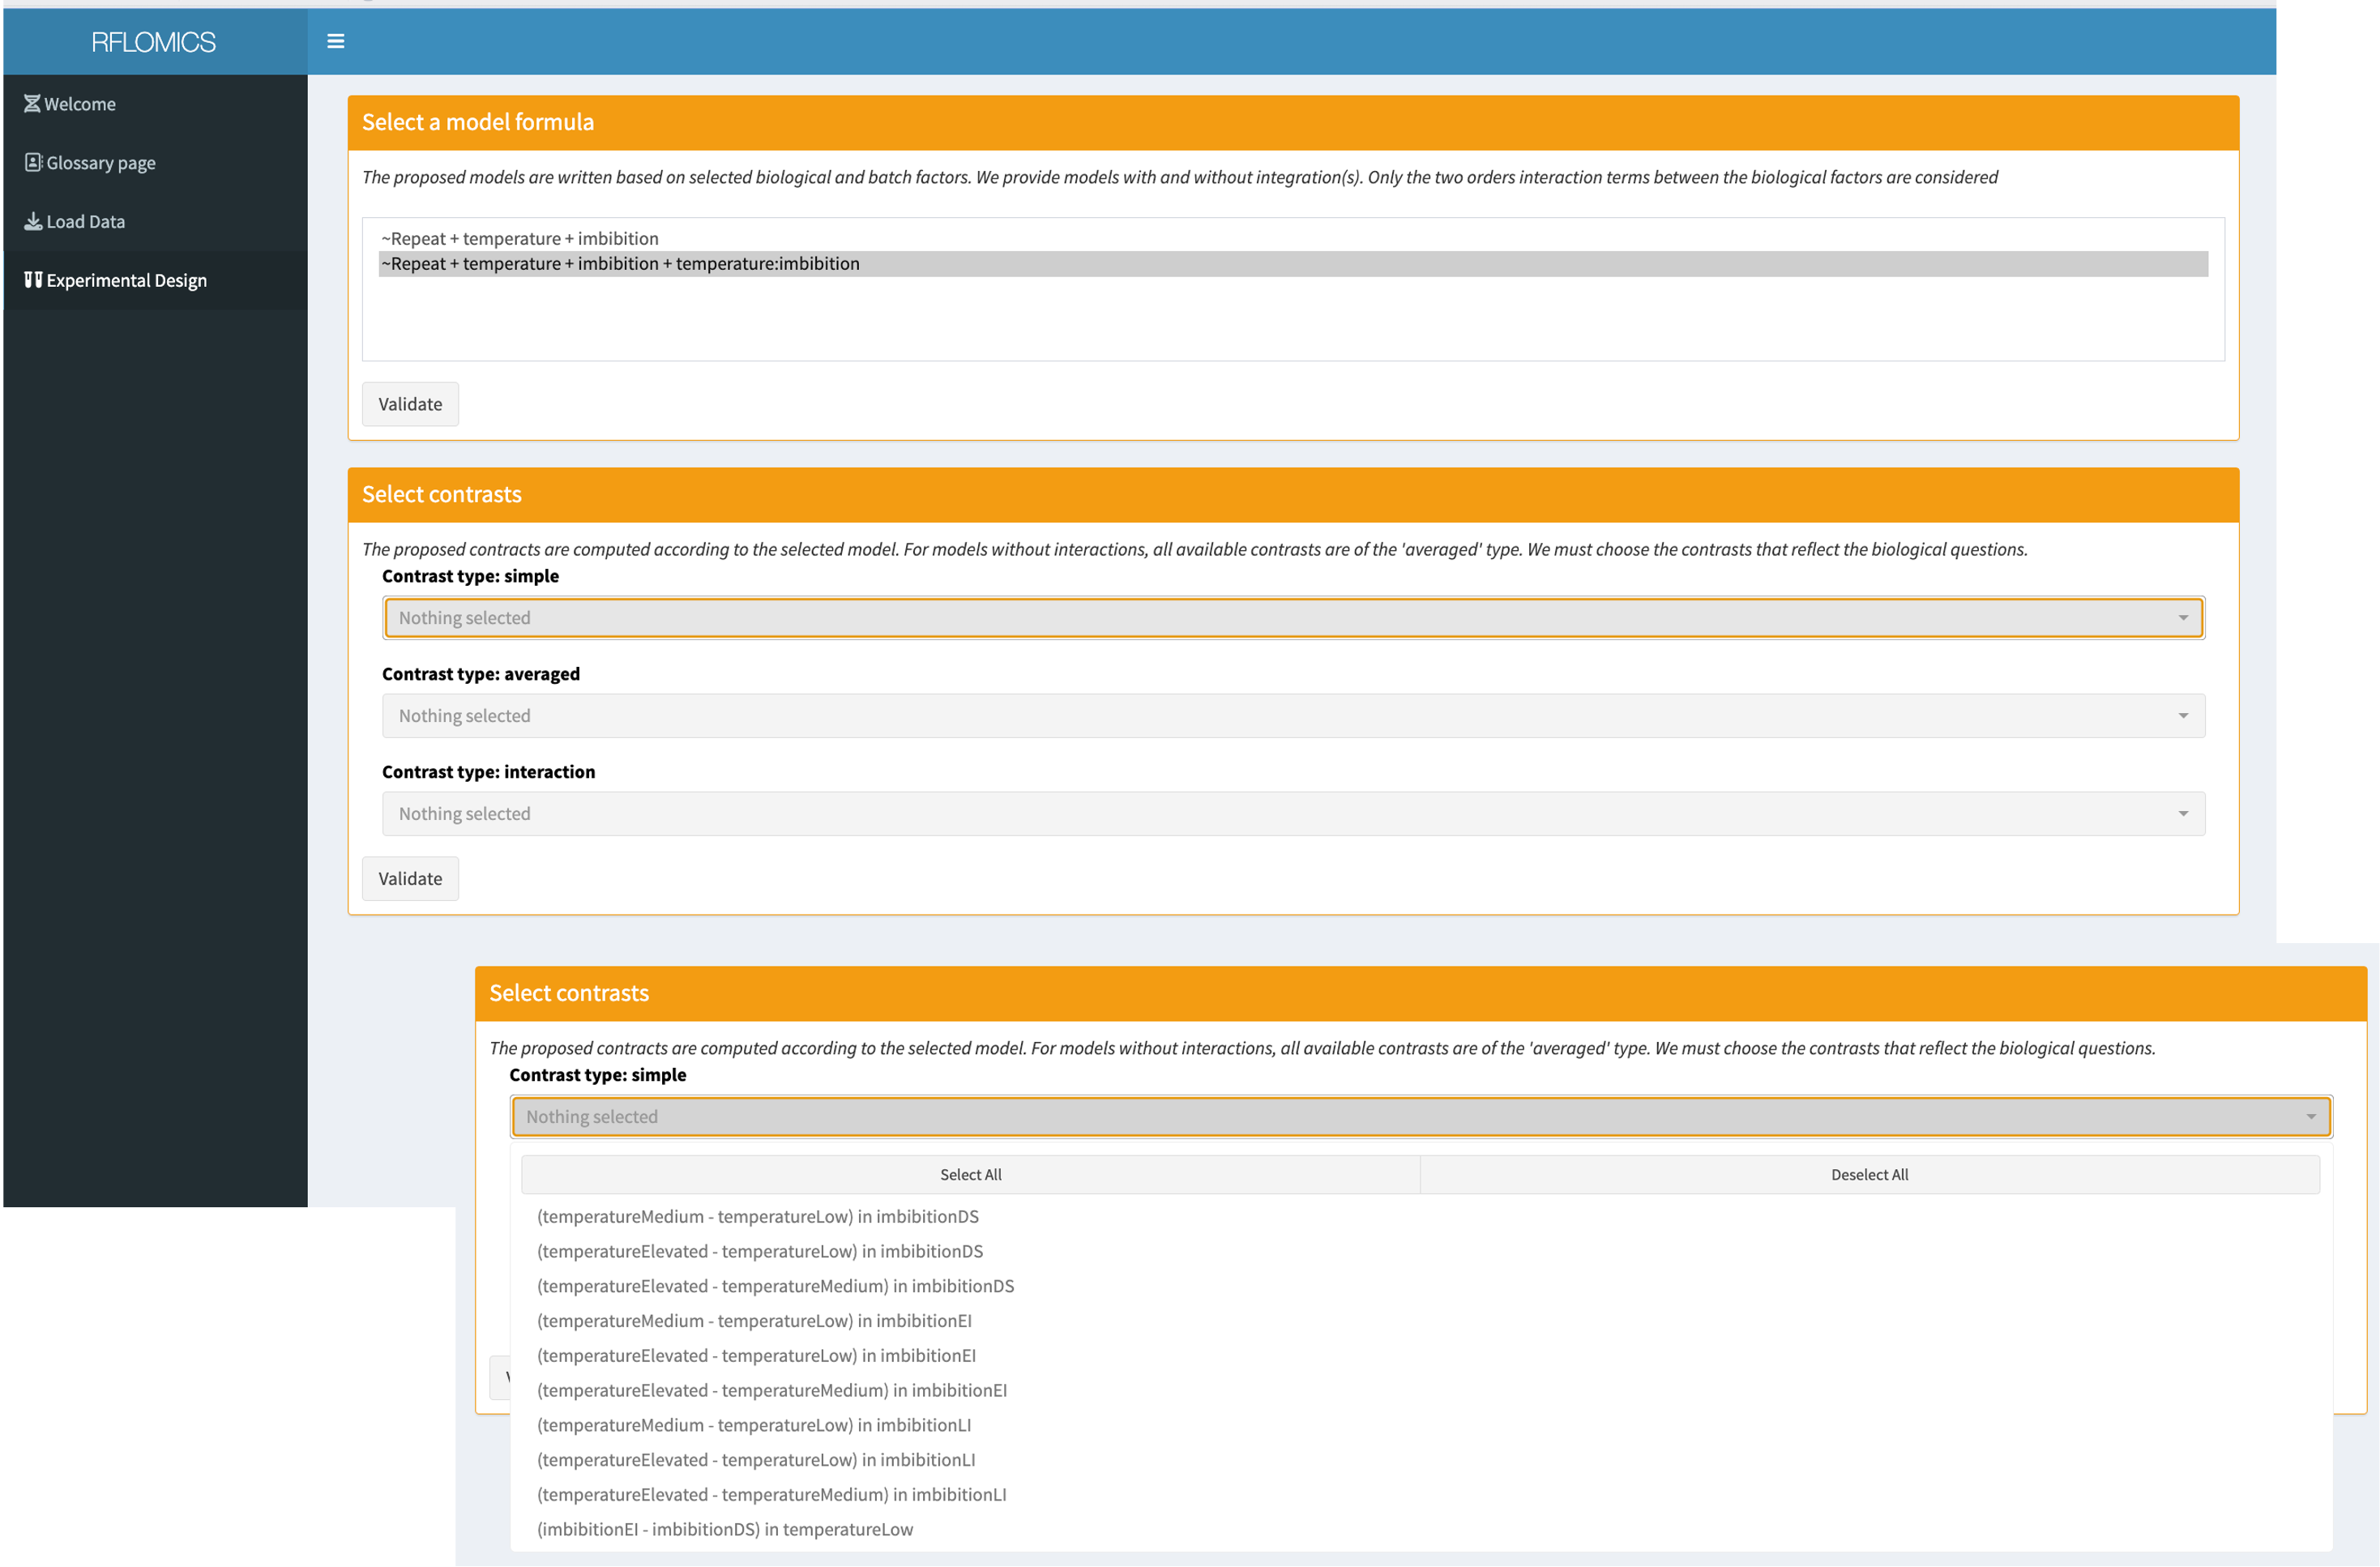 RFLOMICS
Welcome
Glossary page
Load Data
Experimental Design
Select a model formula
The proposed models are written based on selected biological and batch factors. We provide models with and without integration(s). Only the two orders interaction terms between the biological factors are considered
~Repeat + temperature + imbibition
~Repeat + temperature + imbibition + temperature:imbibition
Validate
Select contrasts
The proposed contracts are computed according to the selected model. For models without interactions, all available contrasts are of the 'averaged' type. We must choose the contrasts that reflect the biological questions.
Contrast type: simple
Nothing selected
Contrast type: averaged
Nothing selected
Contrast type: interaction
Nothing selected
Validate
Select contrasts
The proposed contracts are computed according to the selected model. For models without interactions, all available contrasts are of the 'averaged' type. We must choose the contrasts that reflect the biological questions.
Contrast type: simple
Nothing selected
Select All Deselect All
(temperatureMedium - temperatureLow) in imbibitionDS
(temperatureElevated - temperatureLow) in imbibitionDS
(temperatureElevated - temperatureMedium) in imbibitionDS
(temperatureMedium - temperatureLow) in imbibitionEI
(temperatureElevated - temperatureLow) in imbibitionEI
(temperatureElevated - temperatureMedium) in imbibitionEI
(temperatureMedium - temperatureLow) in imbibitionLI
(temperatureElevated - temperatureLow) in imbibitionLI
(temperatureElevated - temperatureMedium) in imbibitionLI
(imbibitionEI - imbibitionDS) in temperatureLow